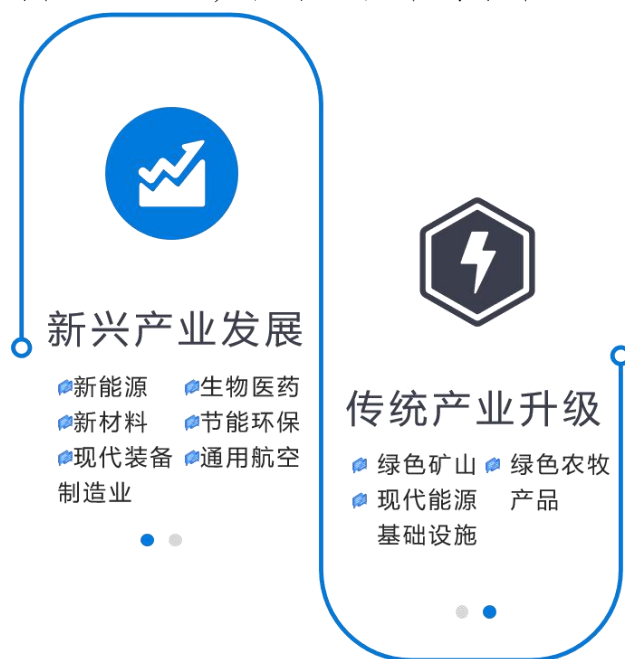 新兴产业发展
新能源 生物医药
新材料 节能环保
现代装备 通用航空
制造业
传统产业升级
绿色矿山 绿色农牧
现代能源 产品
基础设施